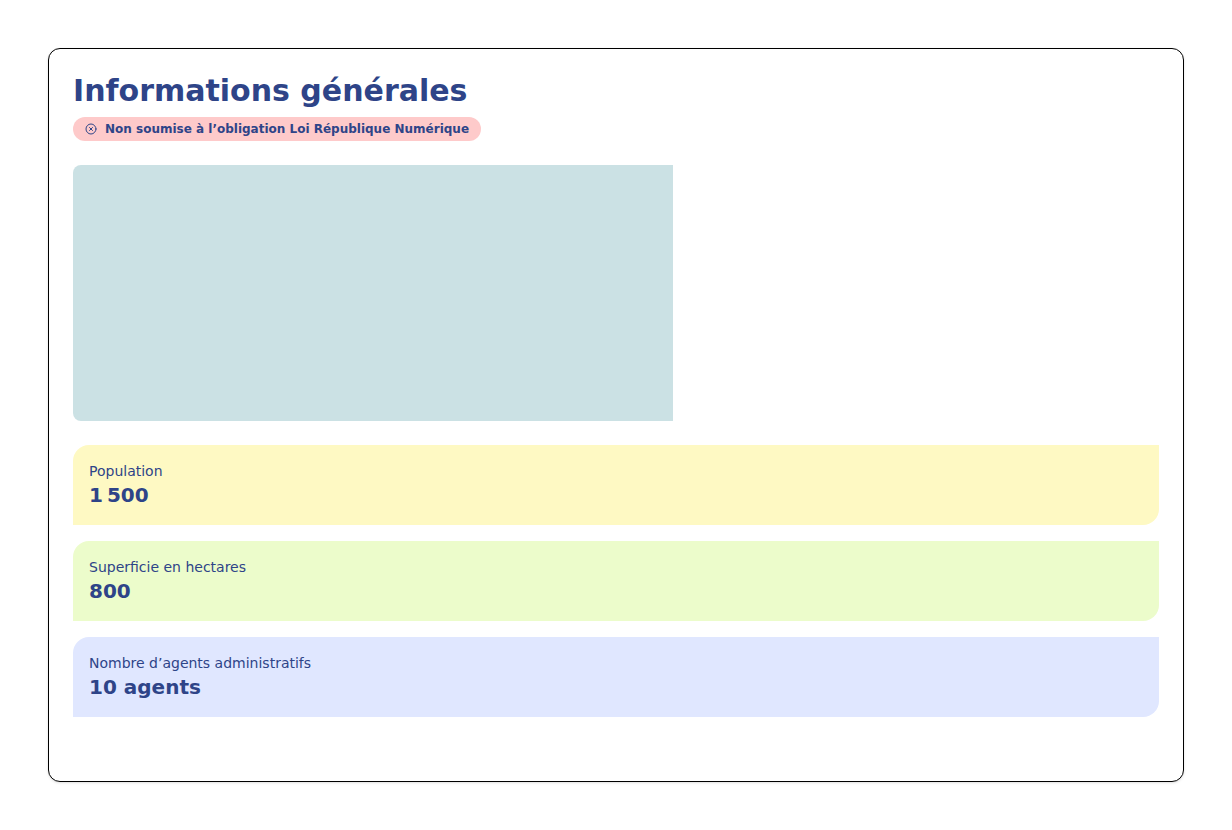 Informations générales
Non soumise à l’obligation Loi République Numérique
Population
1 500
Superficie en hectares
800
Nombre d’agents administratifs
10 agents